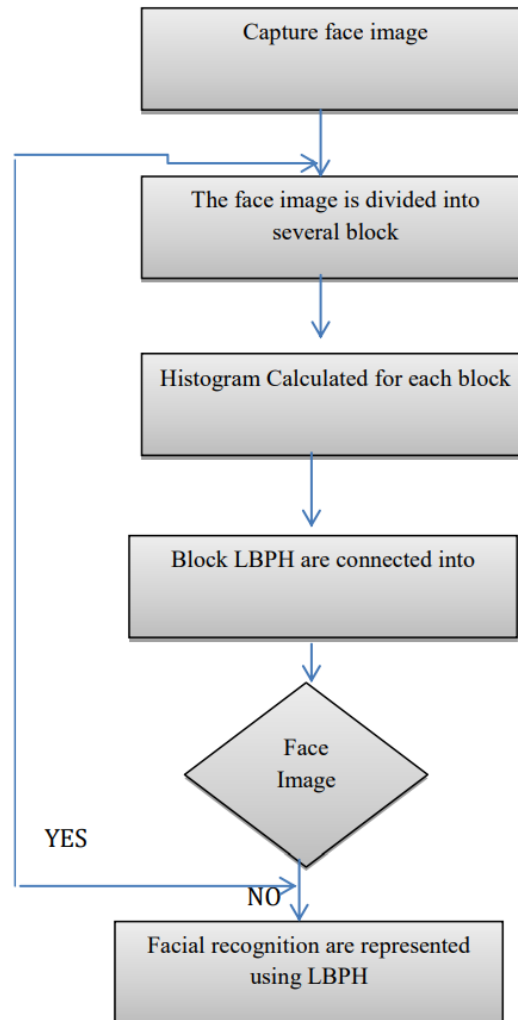 Capture face image
The face image is divided into
several block
Histogram Calculated for each block
Block LBPH are connected into
Face
Image
YES
NO
Facial recognition are represented
using LBPH